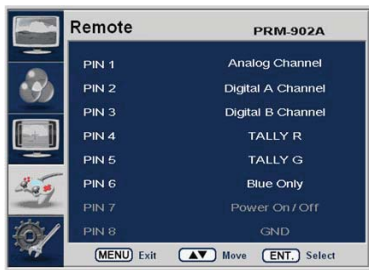 Remote PRM-902A
PIN 1 Analog Channel
PIN 2 Digital A Channel
PIN 3 Digital B Channel
PIN 4 TALLY R
PIN 5 TALLY G
PIN 6 Blue Only
PIN 7 Power On / Off
PIN 8 GND
MENU Exit ▲▼ Move ENT. Select